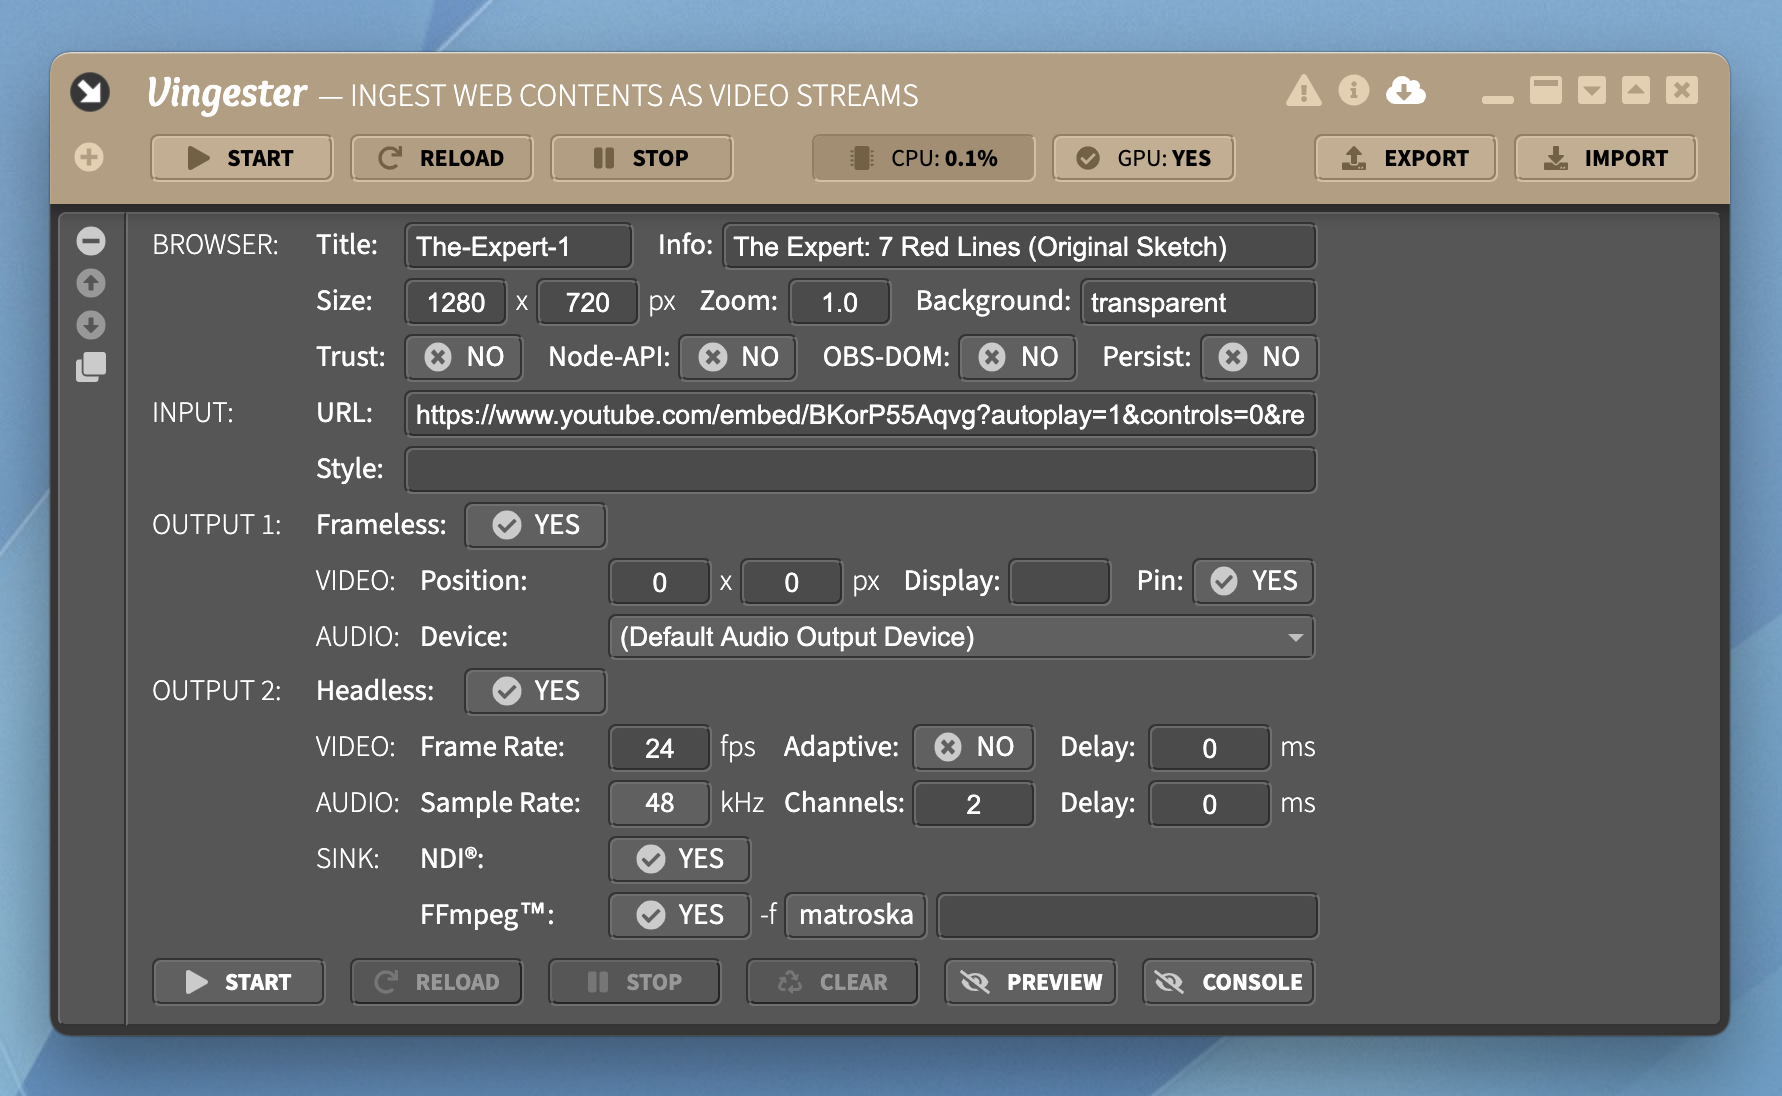 Vingester — INGEST WEB CONTENTS AS VIDEO STREAMS
START RELOAD STOP CPU: 0.1% GPU: YES EXPORT IMPORT
BROWSER: Title: The-Expert-1 Info: The Expert: 7 Red Lines (Original Sketch)
Size: 1280 x 720 px Zoom: 1.0 Background: transparent
Trust: NO Node-API: NO OBS-DOM: NO Persist: NO
INPUT: URL: https://www.youtube.com/embed/BKorP55Aqvg?autoplay=1&controls=0&re
Style:
OUTPUT 1: Frameless: YES
VIDEO: Position: 0 x 0 px Display: Pin: YES
AUDIO: Device: (Default Audio Output Device)
OUTPUT 2: Headless: YES
VIDEO: Frame Rate: 24 fps Adaptive: NO Delay: 0 ms
AUDIO: Sample Rate: 48 kHz Channels: 2 Delay: 0 ms
SINK: NDI®: YES
FFmpeg™: YES -f matroska
START RELOAD STOP CLEAR PREVIEW CONSOLE